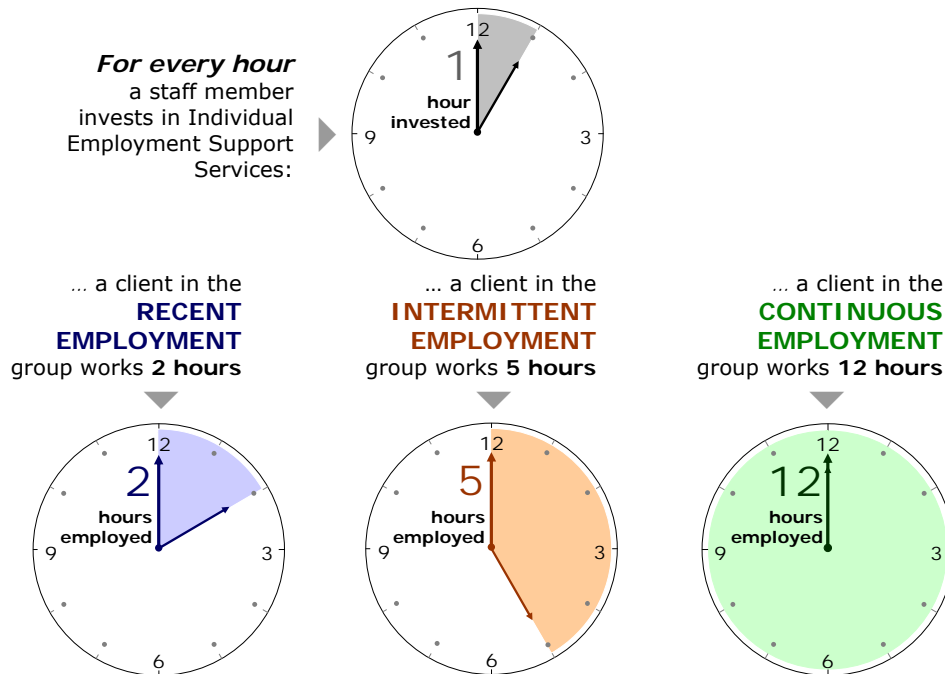 For every hour
a staff member
invests in Individual
Employment Support
Services:
12
1
hour
invested
9
3
6
... a client in the
RECENT
EMPLOYMENT
group works 2 hours
... a client in the
INTERMITTENT
EMPLOYMENT
group works 5 hours
... a client in the
CONTINUOUS
EMPLOYMENT
group works 12 hours
12
2
hours
employed
9
3
6
12
5
hours
employed
9
3
6
12
12
hours
employed
9
3
6